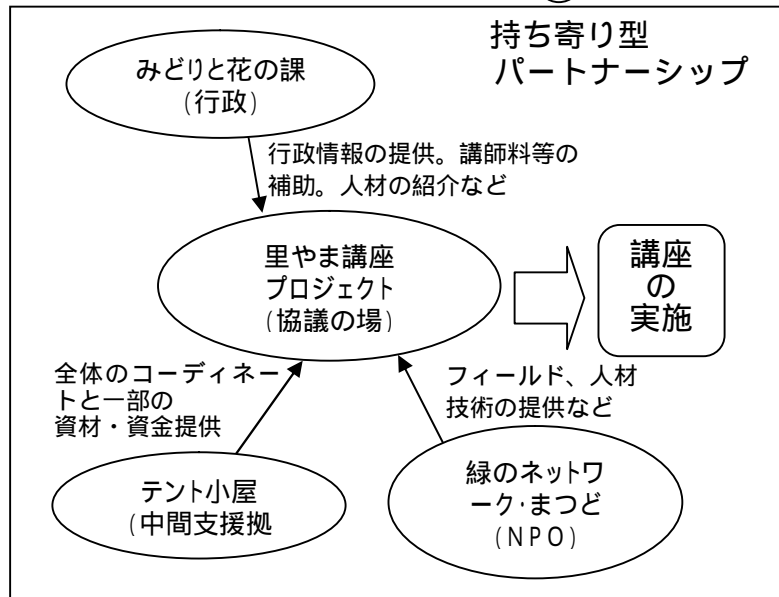 持ち寄り型
パートナーシップ
みどりと花の課
(行政)
行政情報の提供。講師料等の
補助。人材の紹介など
里やま講座
プロジェクト
(協議の場)
講座
の
実施
全体のコーディネー
トと一部の
資材・資金提供
フィールド、人材
技術の提供など
テント小屋
(中間支援拠
緑のネットワ
ーク・まつど
(NPO)